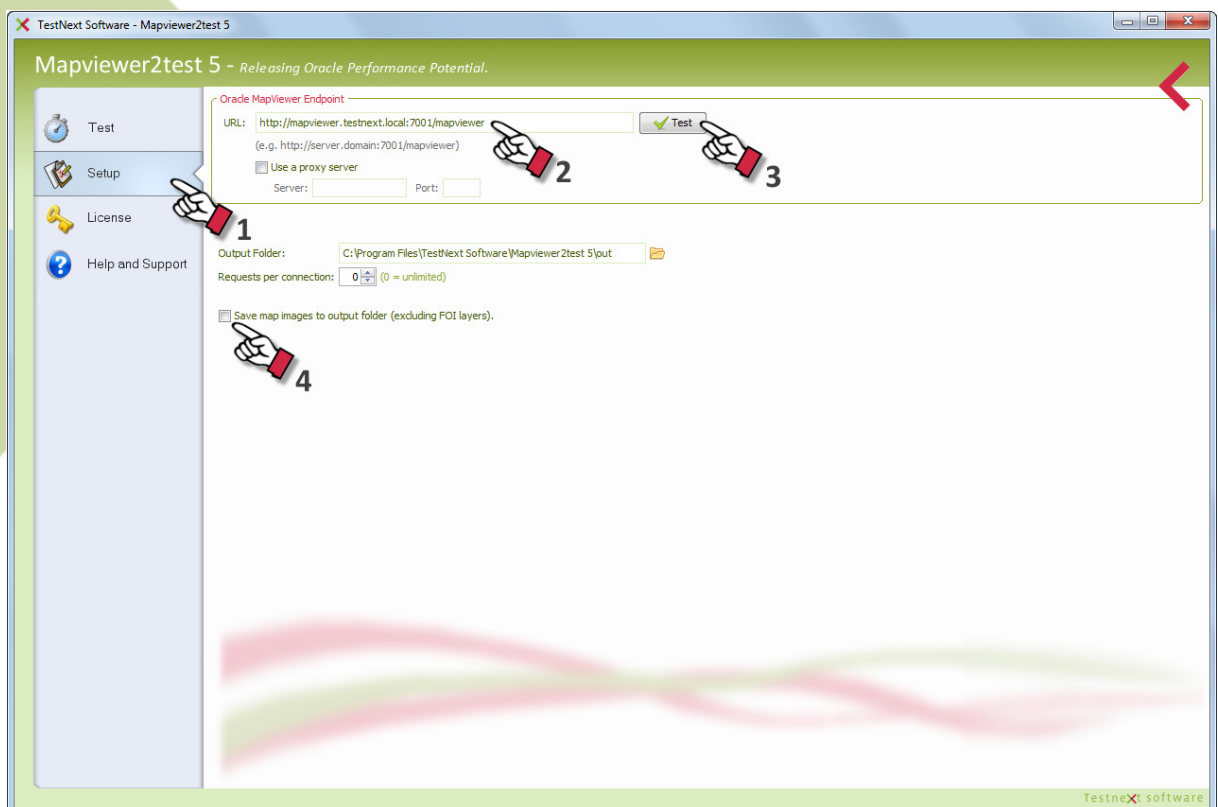 TestNext Software - Mapviewer2test 5
Mapviewer2test 5 - Releasing Oracle Performance Potential.
Test
Setup
License
Help and Support
Oracle MapViewer Endpoint
URL: http://mapviewer.testnext.local:7001/mapviewer Test
(e.g. http://server.domain:7001/mapviewer)
Use a proxy server
Server: Port:
1
2
3
Output Folder: C:\Program Files\TestNext Software\Mapviewer2test 5\out
Requests per connection: 0 (0 = unlimited)
Save map images to output folder (excluding FOI layers).
4
Testnext software